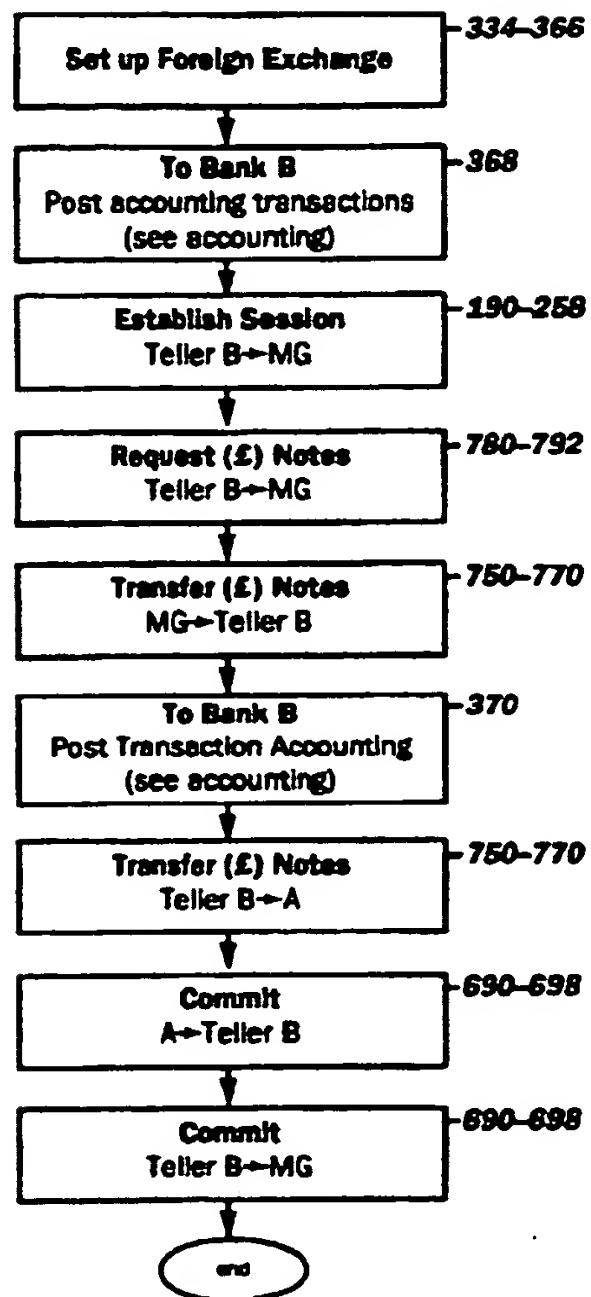 334–366
Set up Foreign Exchange
368
To Bank B
Post accounting transactions
(see accounting)
190–258
Establish Session
Teller B→MG
780–792
Request (£) Notes
Teller B→MG
750–770
Transfer (£) Notes
MG→Teller B
370
To Bank B
Post Transaction Accounting
(see accounting)
750–770
Transfer (£) Notes
Teller B→A
690–698
Commit
A→Teller B
690–698
Commit
Teller B→MG
end